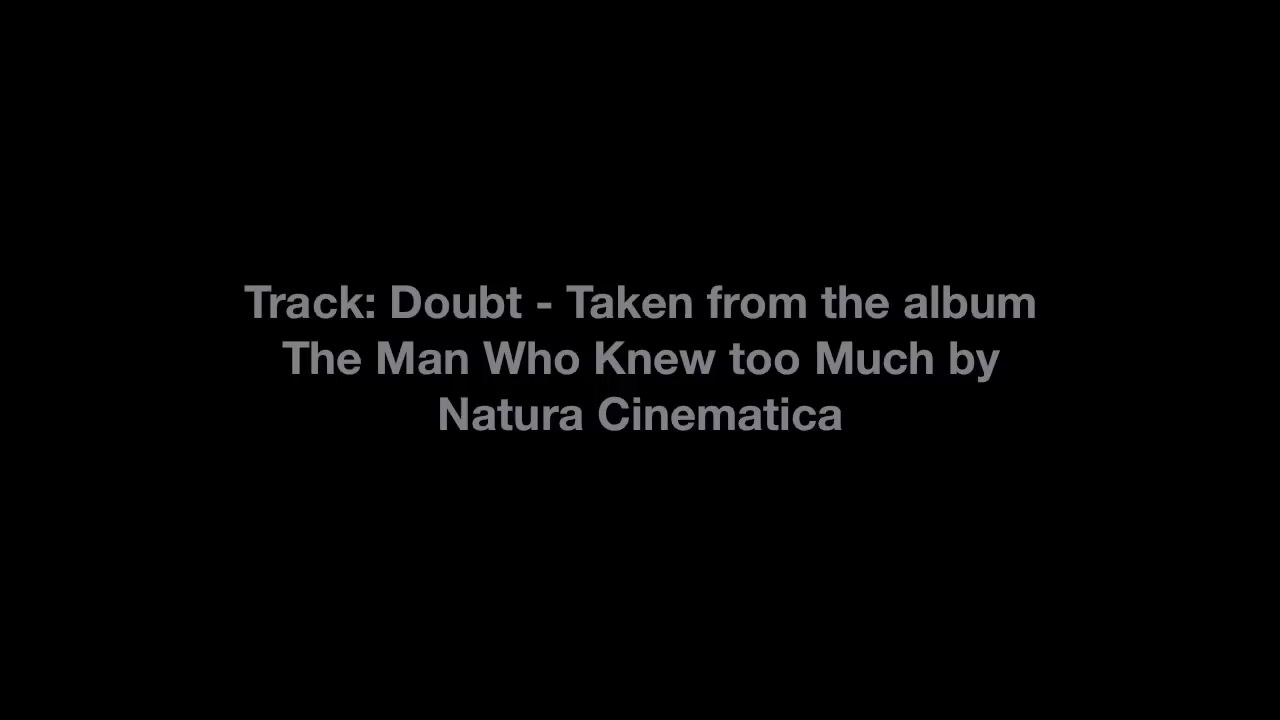 Track: Doubt - Taken from the album
The Man Who Knew too Much by
Natura Cinematica